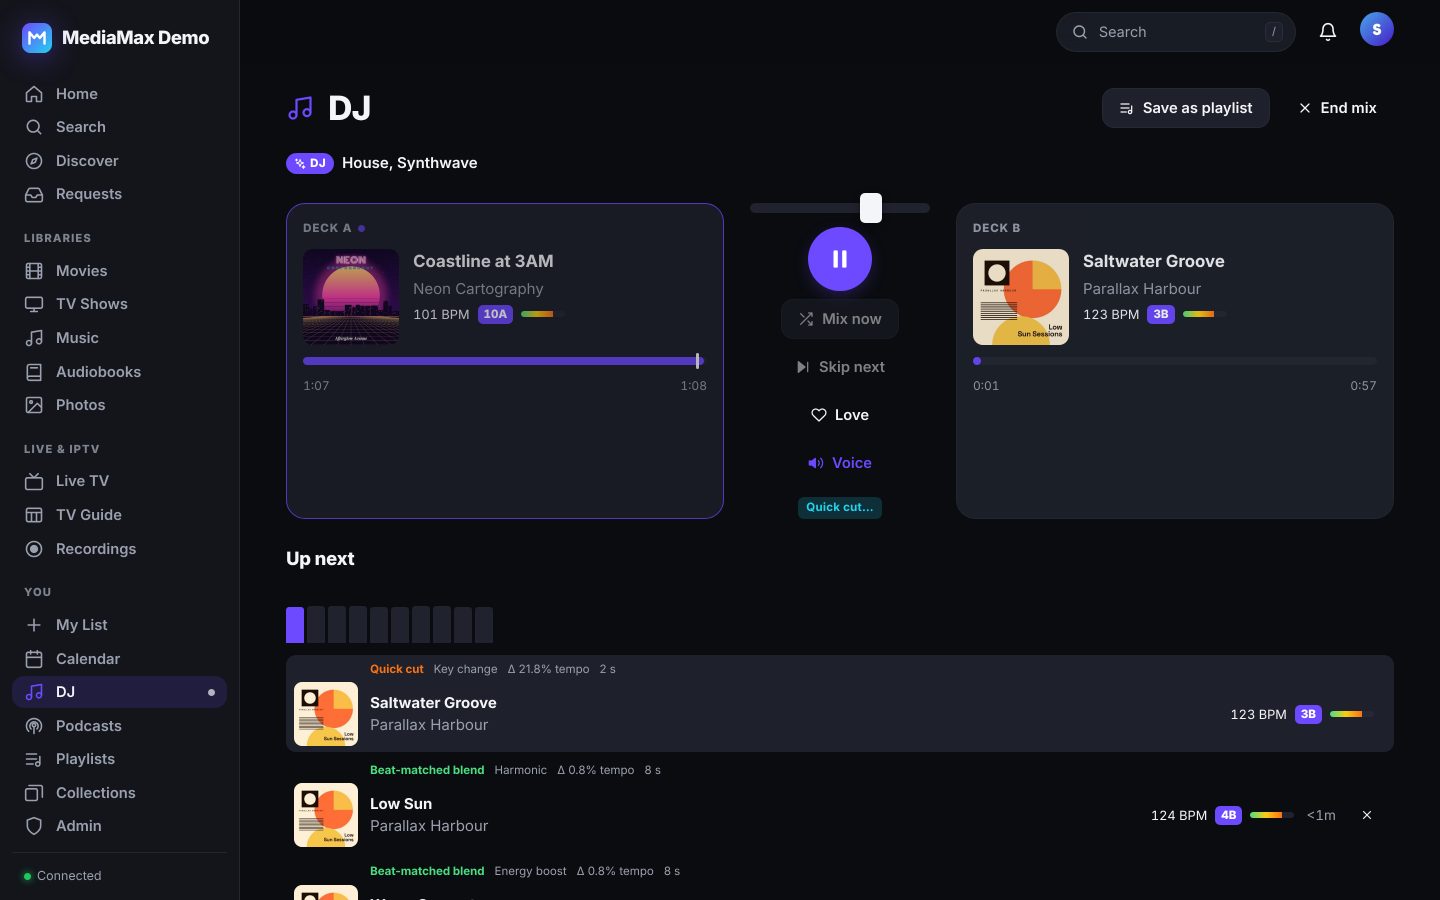 MediaMax Demo
Search
/
S
Home
Search
Discover
Requests
LIBRARIES
Movies
TV Shows
Music
Audiobooks
Photos
LIVE & IPTV
Live TV
TV Guide
Recordings
YOU
My List
Calendar
DJ
Podcasts
Playlists
Collections
Admin
Connected
DJ
Save as playlist
End mix
DJ
House, Synthwave
DECK A
NEON
Coastline at 3AM
Neon Cartography
101 BPM
10A
1:07
1:08
Mix now
Skip next
Love
Voice
Quick cut...
DECK B
Low
Sun Sessions
Saltwater Groove
Parallax Harbour
123 BPM
3B
0:01
0:57
Up next
Quick cut Key change Δ 21.8% tempo 2 s
Low
Sun Sessions
Saltwater Groove
Parallax Harbour
123 BPM
3B
Beat-matched blend Harmonic Δ 0.8% tempo 8 s
Low
Sun Sessions
Low Sun
Parallax Harbour
124 BPM
4B
<1m
Beat-matched blend Energy boost Δ 0.8% tempo 8 s